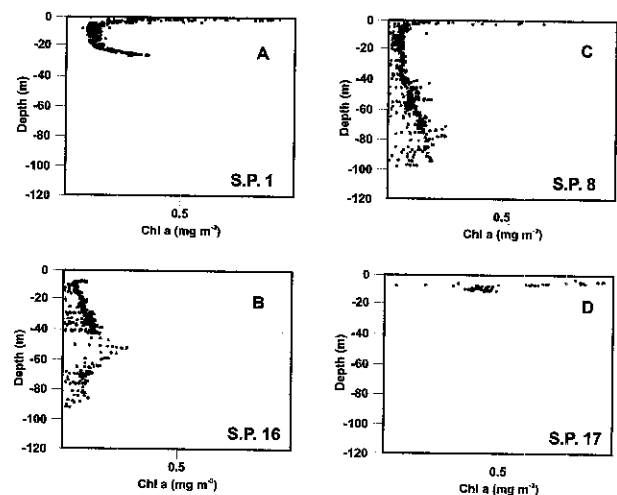 0
-20
-40
-60
-80
-100
-120
Depth (m)
A
S.P. 1
0.5
Chl a (mg m⁻³)
0
-20
-40
-60
-80
-100
-120
Depth (m)
C
S.P. 8
0.5
Chl a (mg m⁻³)
0
-20
-40
-60
-80
-100
-120
Depth (m)
B
S.P. 16
0.5
Chl a (mg m⁻³)
0
-20
-40
-60
-80
-100
-120
Depth (m)
D
S.P. 17
0.5
Chl a (mg m⁻³)